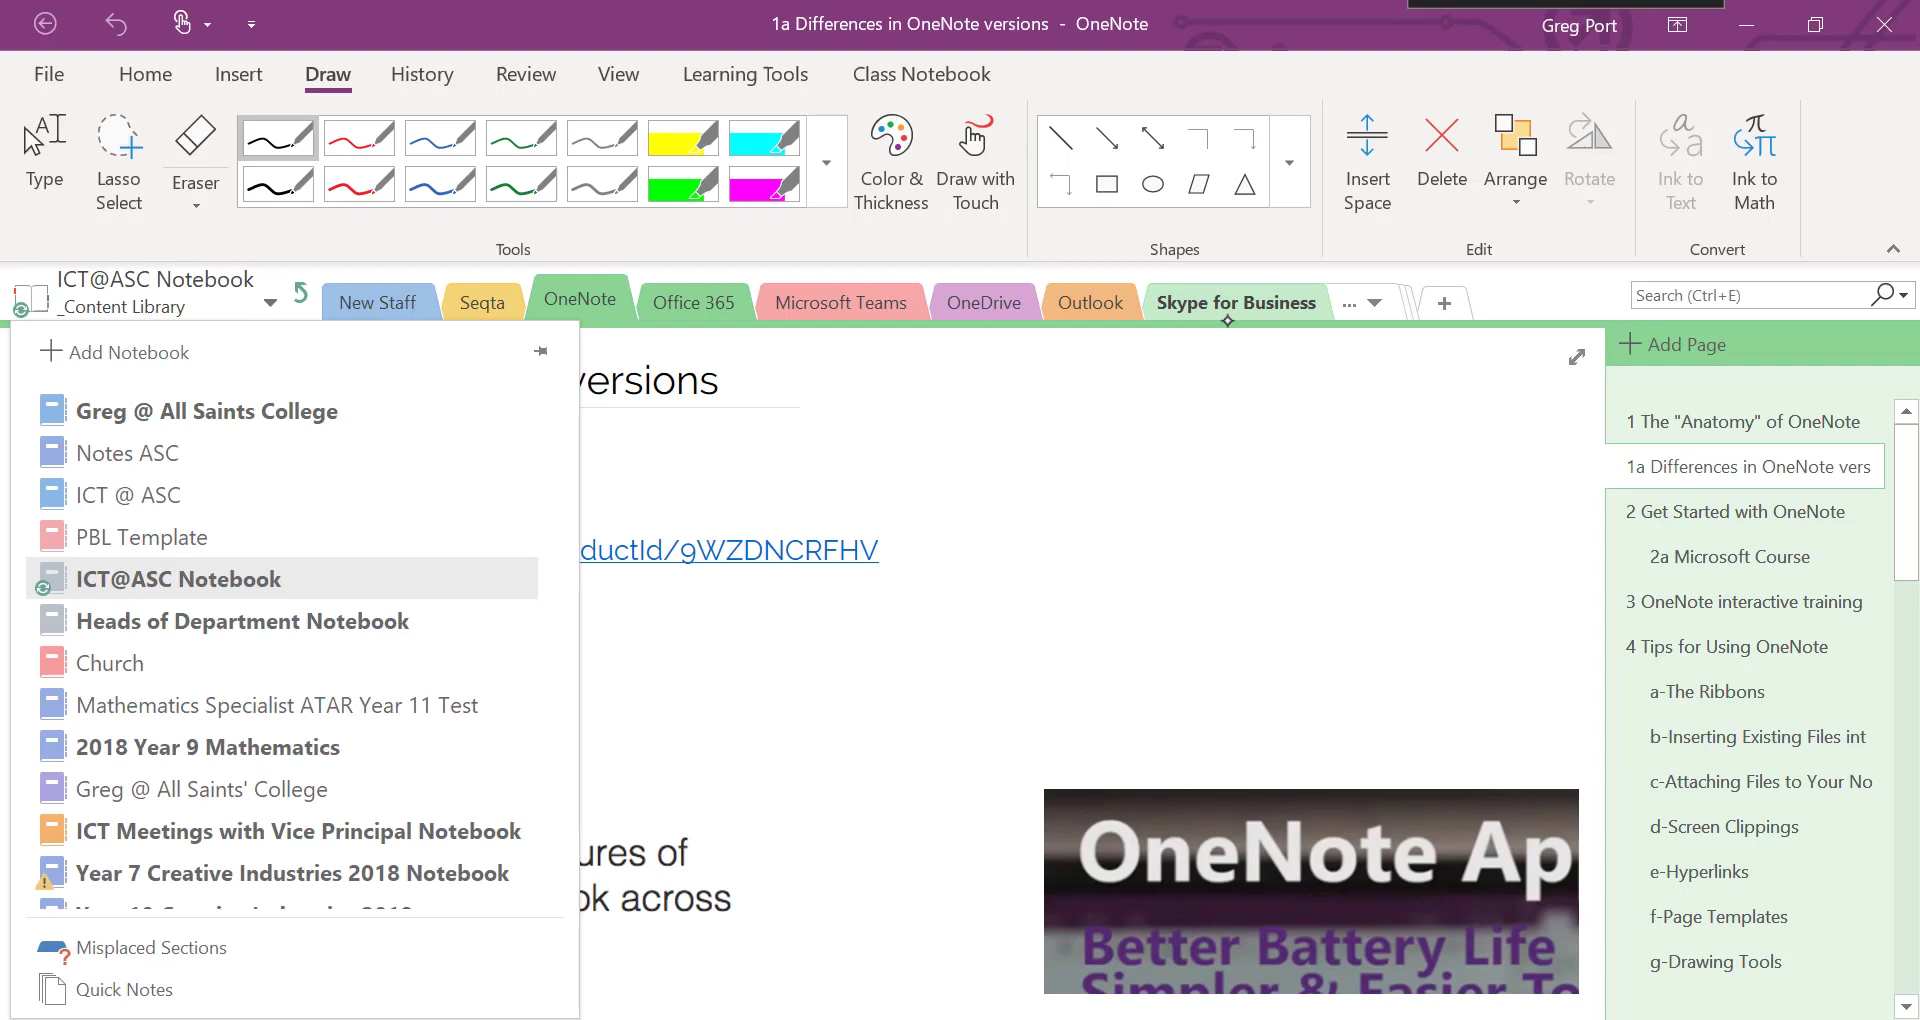 1a Differences in OneNote versions - OneNote
Greg Port
File Home Insert Draw History Review View Learning Tools Class Notebook
Type
Lasso Select
Eraser
Color & Thickness
Draw with Touch
Insert Space
Delete
Arrange
Rotate
Ink to Text
Ink to Math
Tools Shapes Edit Convert
ICT@ASC Notebook
_Content Library
New Staff Seqta OneNote Office 365 Microsoft Teams OneDrive Outlook Skype for Business ...
Search (Ctrl+E)
Add Notebook
Greg @ All Saints College
Notes ASC
ICT @ ASC
PBL Template
ICT@ASC Notebook
Heads of Department Notebook
Church
Mathematics Specialist ATAR Year 11 Test
2018 Year 9 Mathematics
Greg @ All Saints' College
ICT Meetings with Vice Principal Notebook
Year 7 Creative Industries 2018 Notebook
Misplaced Sections
Quick Notes
versions
ductId/9WZDNCRFHV
ures of
ok across
OneNote Ap
Better Battery Life
Simpler & Easier To
Add Page
1 The "Anatomy" of OneNote
1a Differences in OneNote vers
2 Get Started with OneNote
2a Microsoft Course
3 OneNote interactive training
4 Tips for Using OneNote
a-The Ribbons
b-Inserting Existing Files int
c-Attaching Files to Your No
d-Screen Clippings
e-Hyperlinks
f-Page Templates
g-Drawing Tools